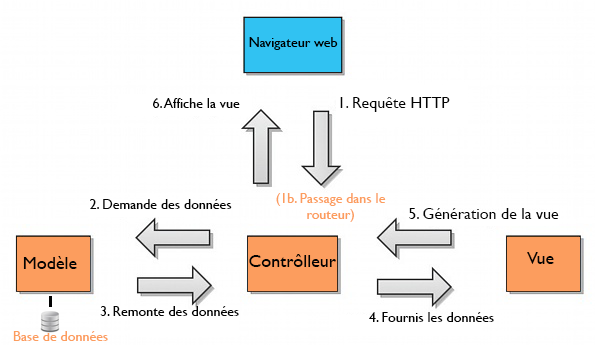 Navigateur web
6. Affiche la vue
1. Requête HTTP
(1b. Passage dans le
routeur)
2. Demande des données
5. Génération de la vue
Modèle
Contrôlleur
Vue
3. Remonte des données
4. Fournis les données
Base de données